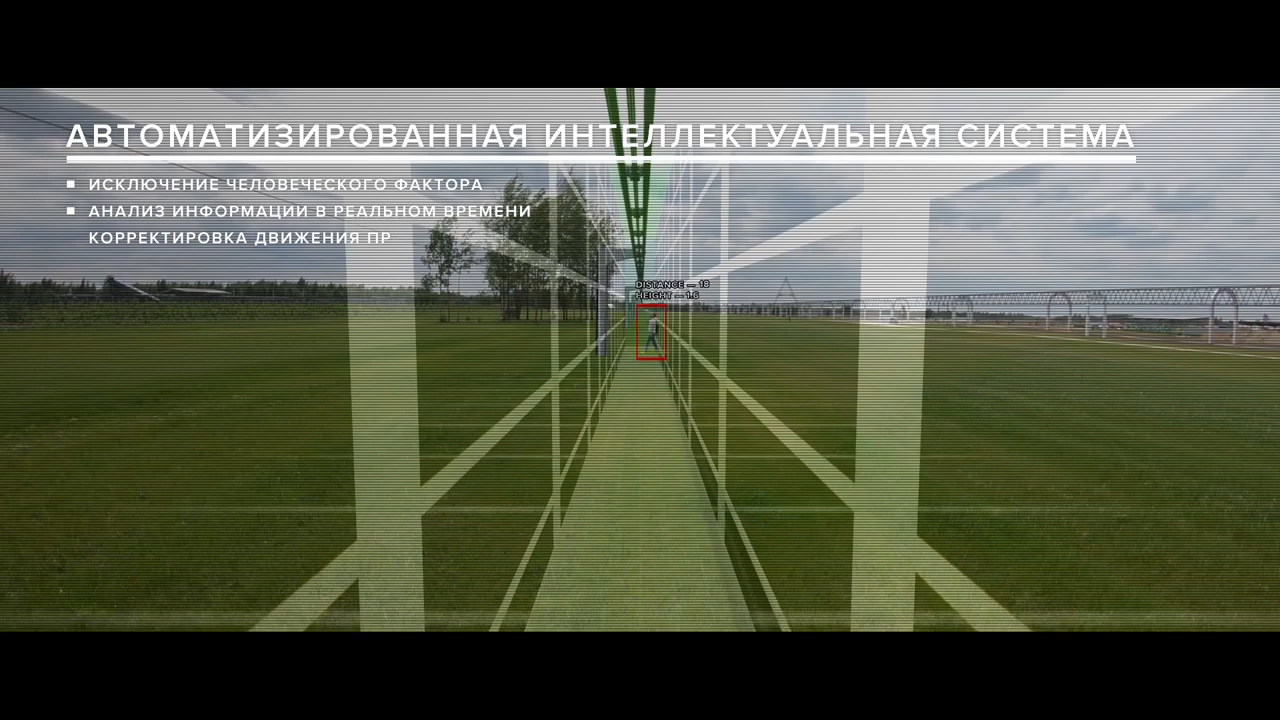 АВТОМАТИЗИРОВАННАЯ ИНТЕЛЛЕКТУАЛЬНАЯ СИСТЕМА
ИСКЛЮЧЕНИЕ ЧЕЛОВЕЧЕСКОГО ФАКТОРА
АНАЛИЗ ИНФОРМАЦИИ В РЕАЛЬНОМ ВРЕМЕНИ
КОРРЕКТИРОВКА ДВИЖЕНИЯ ПР
DISTANCE — 18
HEIGHT — 1.6